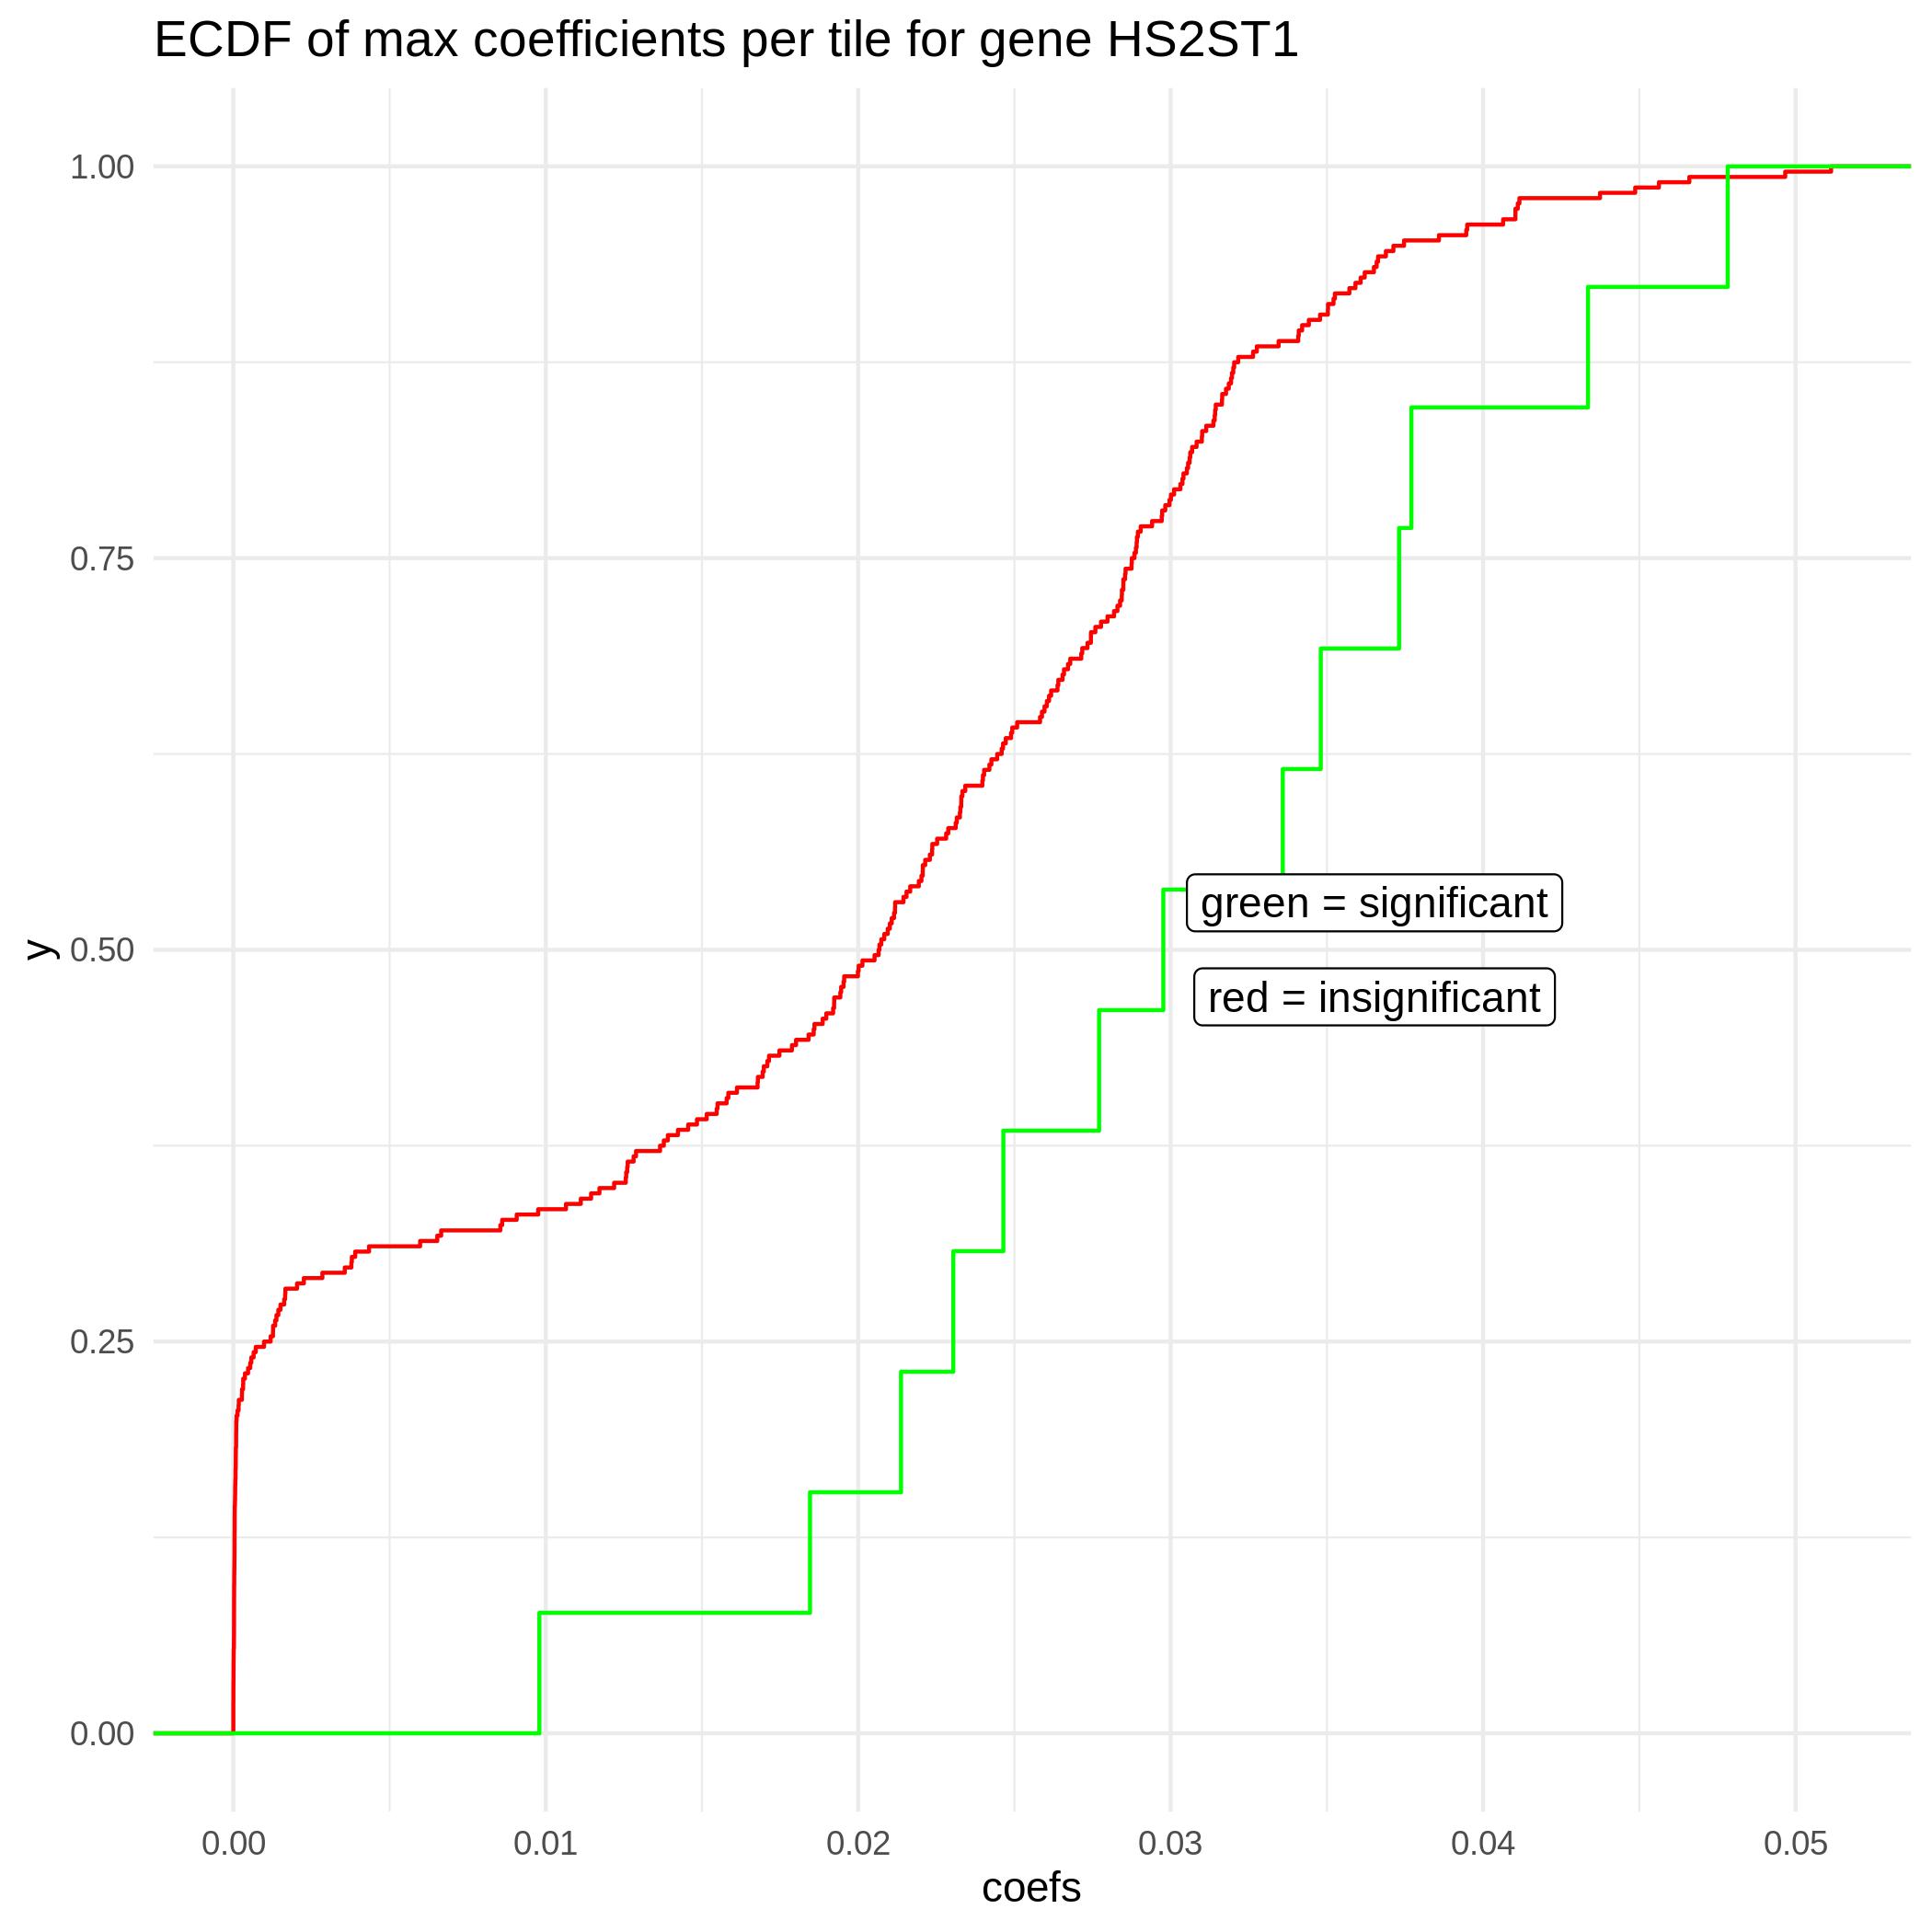 ECDF of max coefficients per tile for gene HS2ST1
1.00
0.75
0.50
0.25
0.00
y
green = significant
red = insignificant
0.00 0.01 0.02 0.03 0.04 0.05
coefs